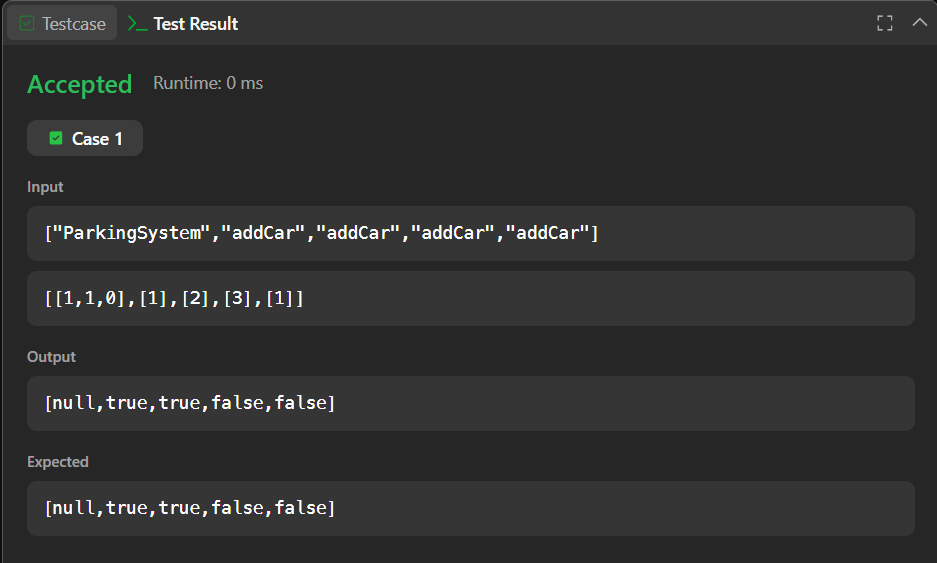 Testcase
Test Result
Accepted
Runtime: 0 ms
Case 1
Input
["ParkingSystem","addCar","addCar","addCar","addCar"]
[[1,1,0],[1],[2],[3],[1]]
Output
[null,true,true,false,false]
Expected
[null,true,true,false,false]